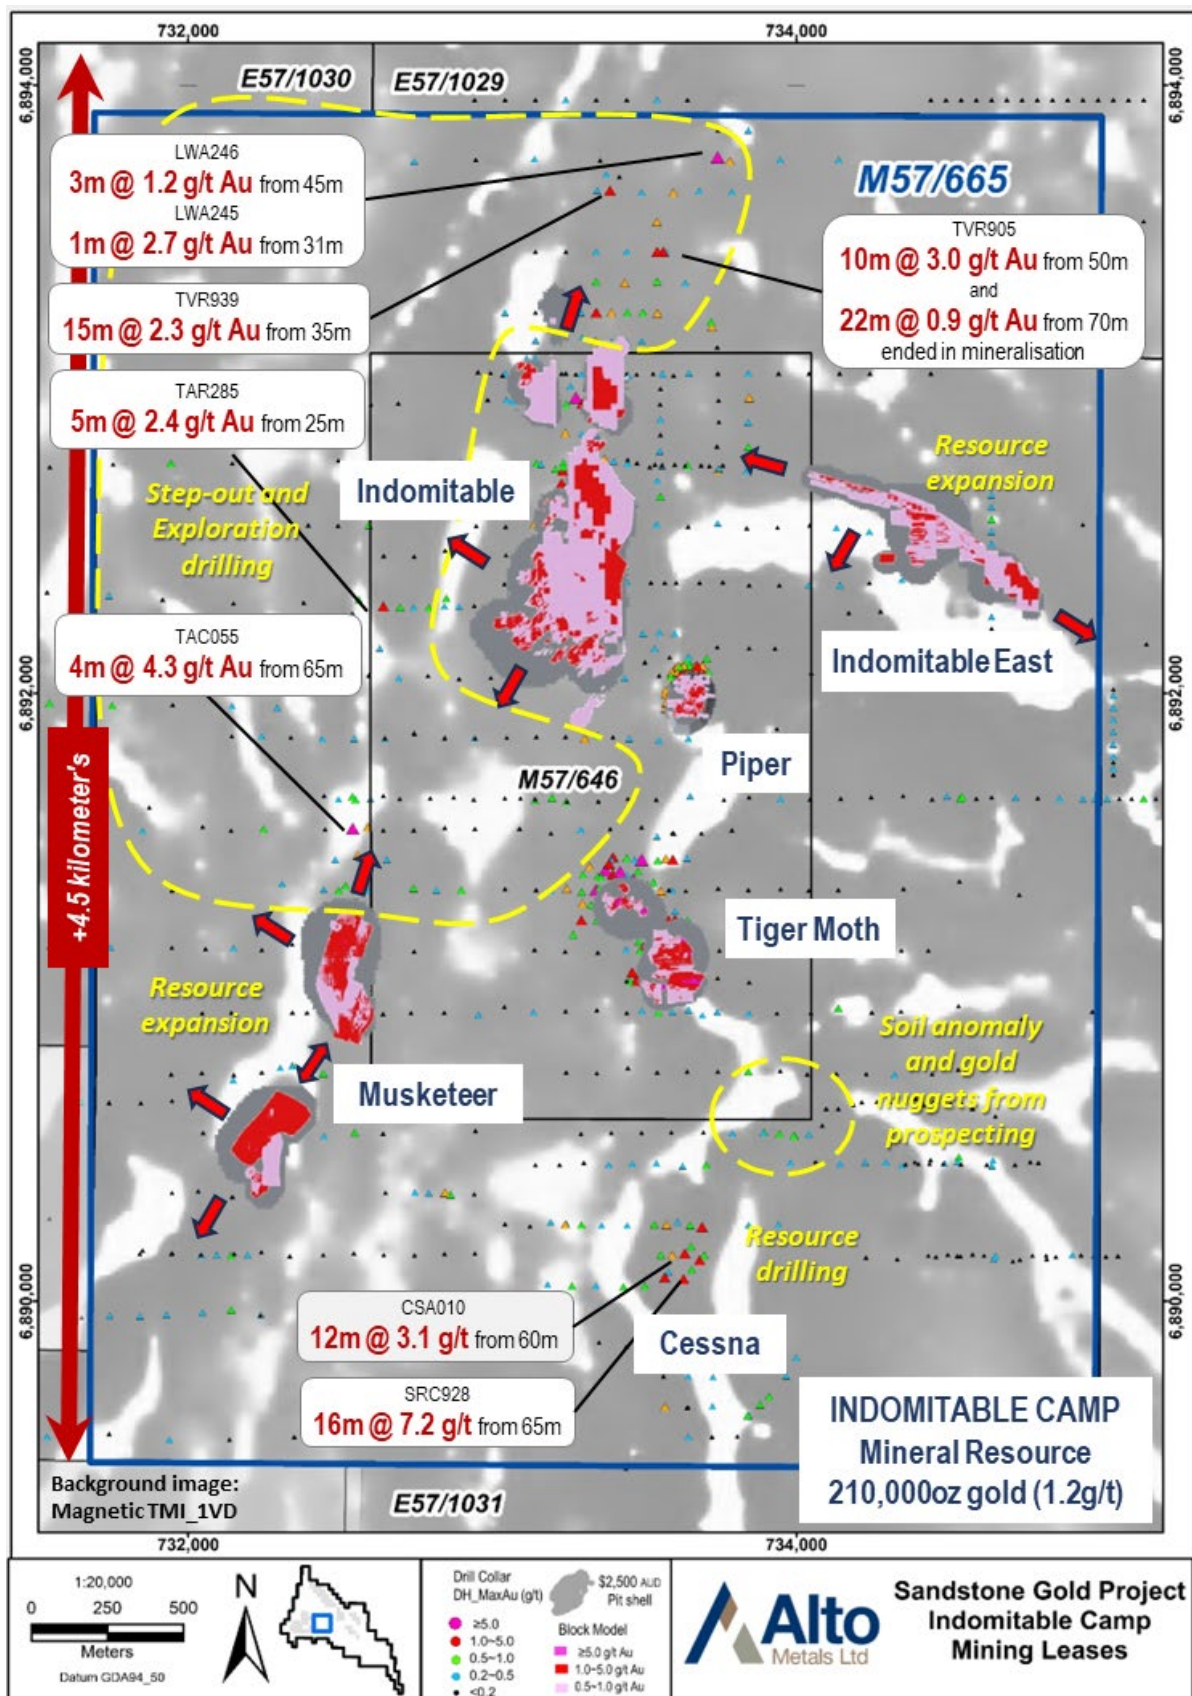 732,000
734,000
6,894,000
6,894,000
E57/1030
E57/1029
M57/665
LWA246
3m @ 1.2 g/t Au from 45m
LWA245
1m @ 2.7 g/t Au from 31m
TVR905
10m @ 3.0 g/t Au from 50m
and
22m @ 0.9 g/t Au from 70m
ended in mineralisation
TVR939
15m @ 2.3 g/t Au from 35m
TAR285
5m @ 2.4 g/t Au from 25m
Resource
expansion
Step-out and
Exploration
drilling
Indomitable
TAC055
4m @ 4.3 g/t Au from 65m
Indomitable East
6,892,000
6,892,000
Piper
M57/646
+4.5 kilometer's
Tiger Moth
Resource
expansion
Soil anomaly
and gold
nuggets from
prospecting
Musketeer
Resource
drilling
6,890,000
6,890,000
CSA010
12m @ 3.1 g/t from 60m
Cessna
SRC928
16m @ 7.2 g/t from 65m
INDOMITABLE CAMP
Mineral Resource
210,000oz gold (1.2g/t)
Background image:
Magnetic TMI_1VD
E57/1031
732,000
734,000
1:20,000
0 250 500
Meters
Datum GDA94_50
N
Drill Collar
DH_MaxAu (g/t)
≥5.0
1.0~5.0
0.5~1.0
0.2~0.5
<0.2
$2,500 AUD
Pit shell
Block Model
≥5.0 g/t Au
1.0~5.0 g/t Au
0.5~1.0 g/t Au
Alto
Metals Ltd
Sandstone Gold Project
Indomitable Camp
Mining Leases